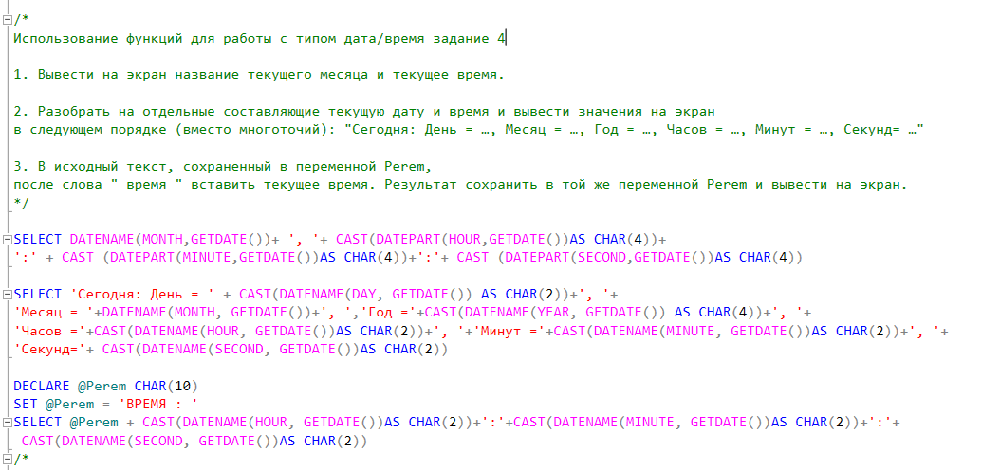 /*
Использование функций для работы с типом дата/время задание 4
1. Вывести на экран название текущего месяца и текущее время.
2. Разобрать на отдельные составляющие текущую дату и время и вывести значения на экран
в следующем порядке (вместо многоточий): "Сегодня: День = …, Месяц = …, Год = …, Часов = …, Минут = …, Секунд= …"
3. В исходный текст, сохраненный в переменной Perem,
после слова " время " вставить текущее время. Результат сохранить в той же переменной Perem и вывести на экран.
*/
SELECT DATENAME(MONTH,GETDATE())+ ', '+ CAST(DATEPART(HOUR,GETDATE())AS CHAR(4))+
':' + CAST (DATEPART(MINUTE,GETDATE())AS CHAR(4))+':'+ CAST (DATEPART(SECOND,GETDATE())AS CHAR(4))
SELECT 'Сегодня: День = ' + CAST(DATENAME(DAY, GETDATE()) AS CHAR(2))+', '+
'Месяц = '+DATENAME(MONTH, GETDATE())+', ','Год ='+CAST(DATENAME(YEAR, GETDATE()) AS CHAR(4))+', '+
'Часов ='+CAST(DATENAME(HOUR, GETDATE())AS CHAR(2))+', '+'Минут ='+CAST(DATENAME(MINUTE, GETDATE())AS CHAR(2))+', '+
'Секунд='+ CAST(DATENAME(SECOND, GETDATE())AS CHAR(2))
DECLARE @Perem CHAR(10)
SET @Perem = 'ВРЕМЯ : '
SELECT @Perem + CAST(DATENAME(HOUR, GETDATE())AS CHAR(2))+':'+CAST(DATENAME(MINUTE, GETDATE())AS CHAR(2))+':'+
CAST(DATENAME(SECOND, GETDATE())AS CHAR(2))
/*